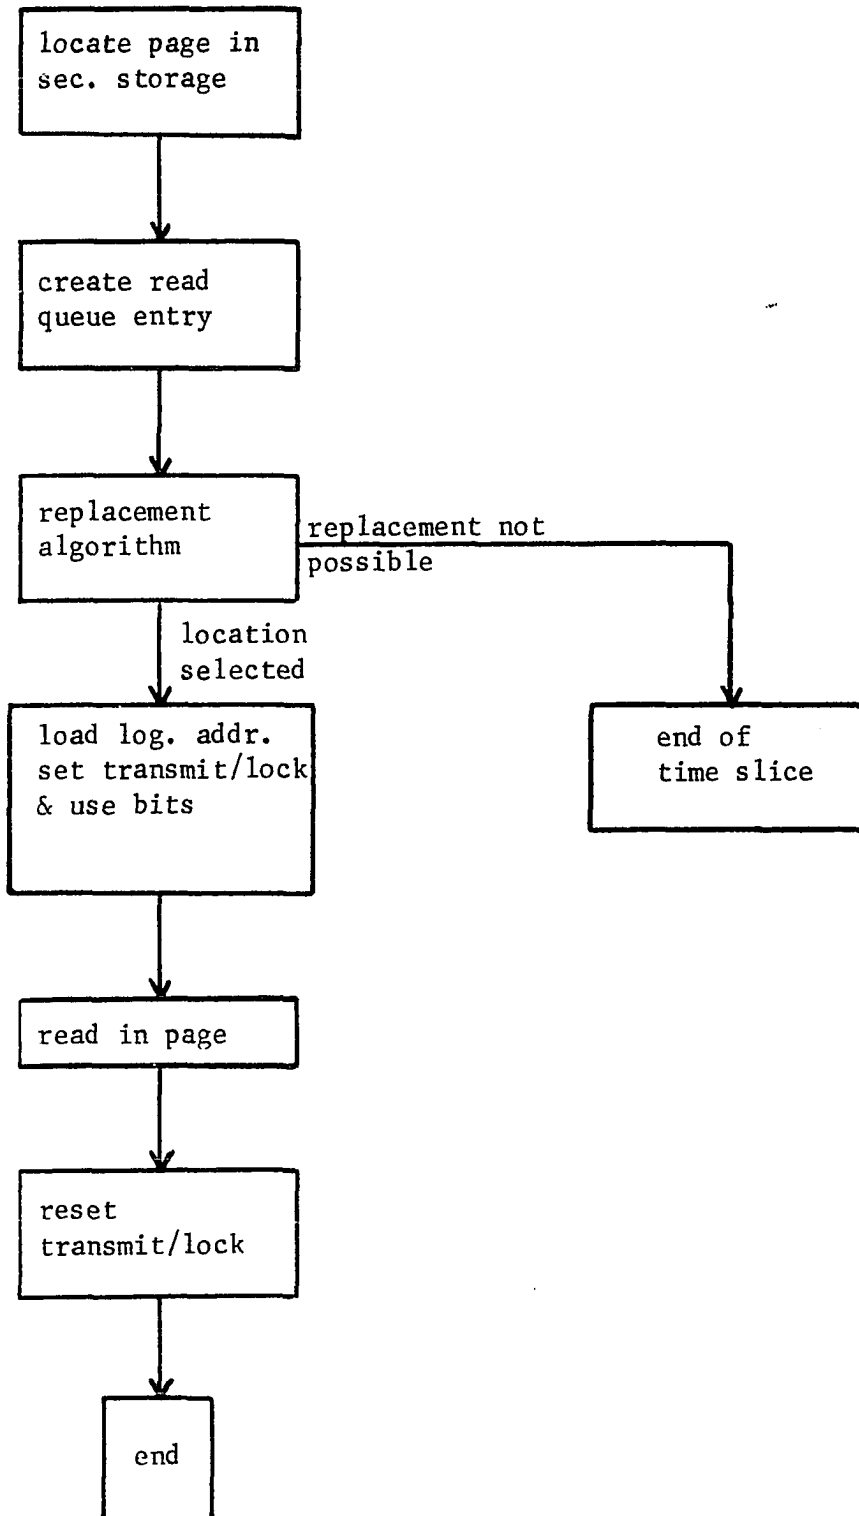 locate page in
sec. storage
create read
queue entry
replacement
algorithm
replacement not
possible
location
selected
load log. addr.
set transmit/lock
& use bits
end of
time slice
read in page
reset
transmit/lock
end